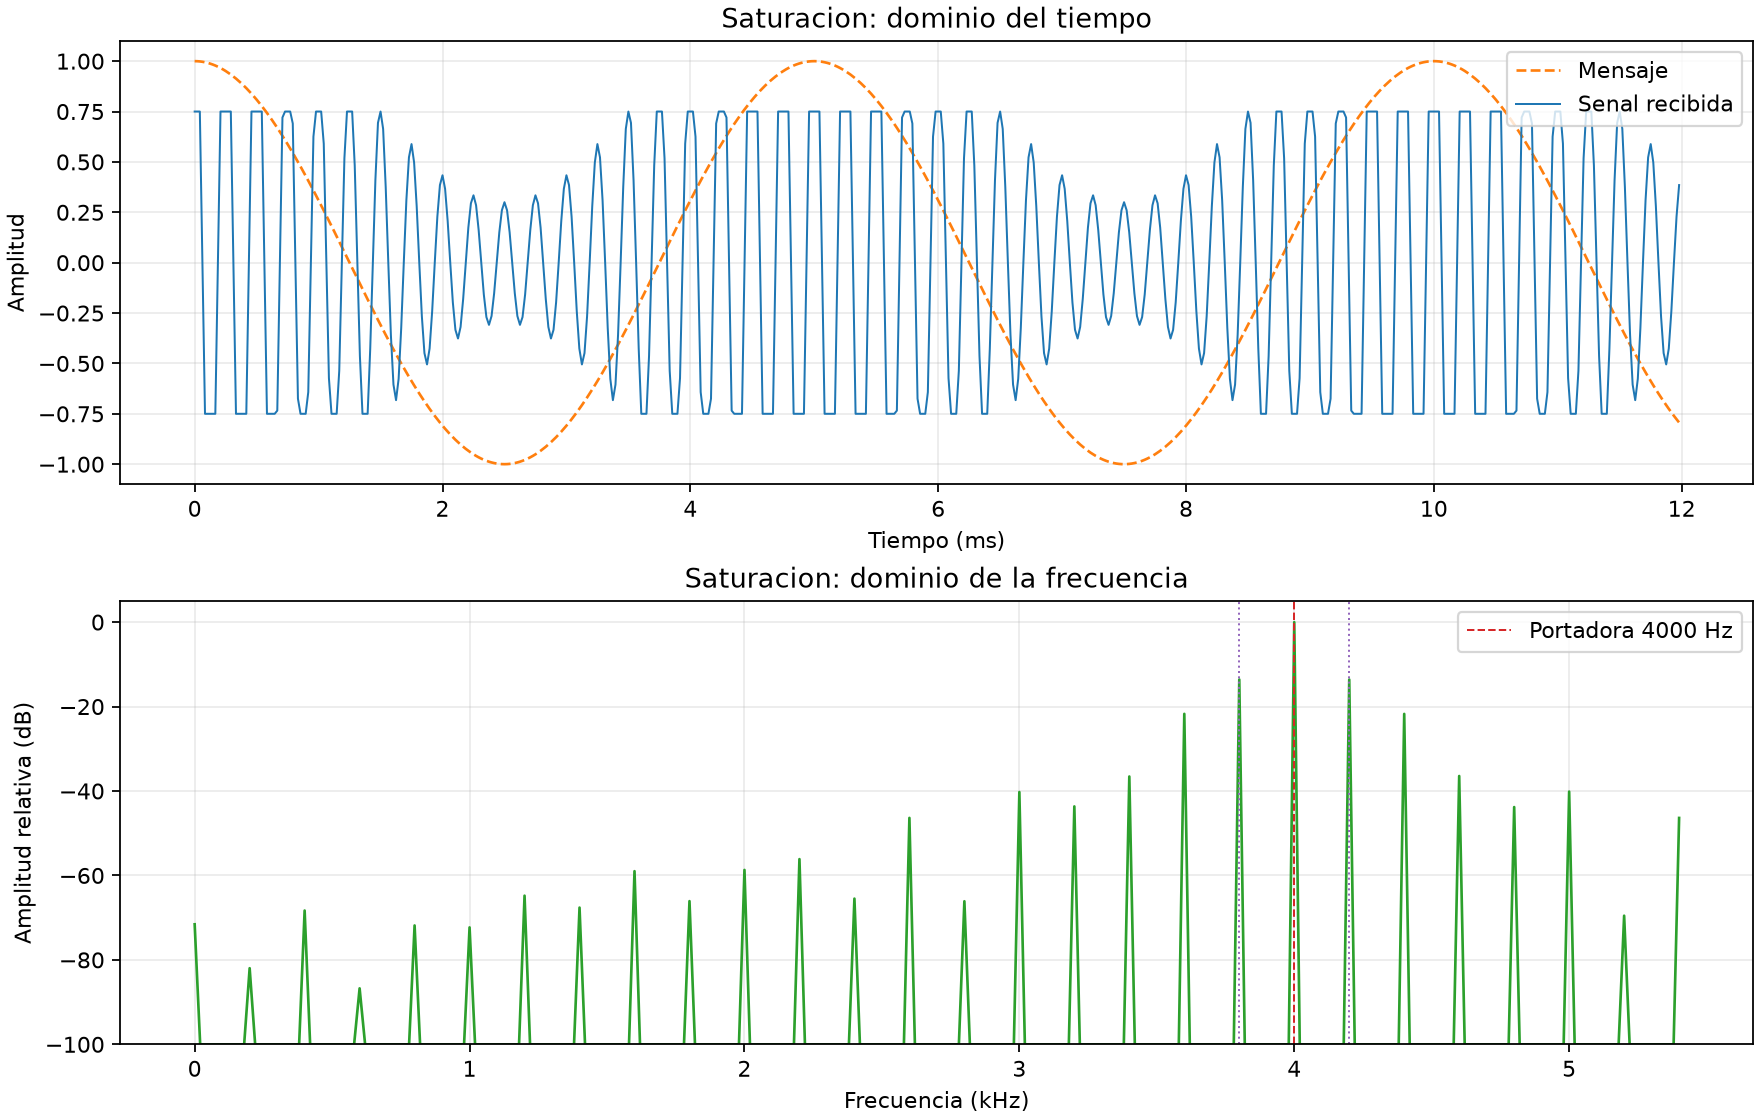 Saturacion: dominio del tiempo
1.00
0.75
0.50
0.25
0.00
−0.25
−0.50
−0.75
−1.00
Amplitud
Mensaje
Senal recibida
0 2 4 6 8 10 12
Tiempo (ms)
Saturacion: dominio de la frecuencia
0
−20
−40
−60
−80
−100
Amplitud relativa (dB)
Portadora 4000 Hz
0 1 2 3 4 5
Frecuencia (kHz)